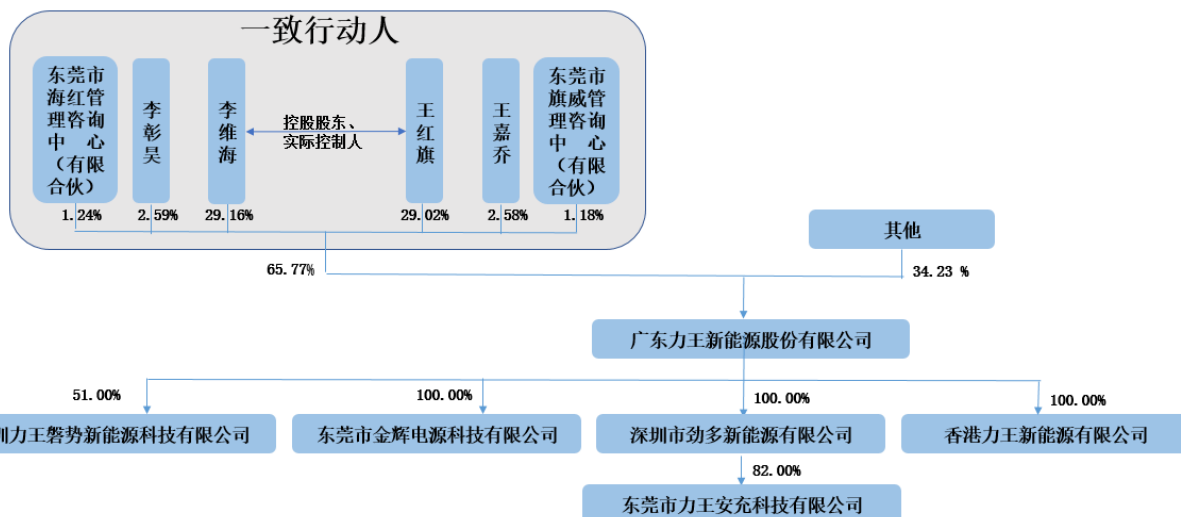 一致行动人
东莞市
海红管
理咨询
中心
（有限
合伙）
李彰昊
李维海
控股股东、
实际控制人
王红旗
王嘉乔
东莞市
旗威管
理咨询
中心
（有限
合伙）
1.24%
2.59%
29.16%
29.02%
2.58%
1.18%
其他
65.77%
34.23 %
广东力王新能源股份有限公司
51.00%
100.00%
100.00%
100.00%
圳力王磐势新能源科技有限公司
东莞市金辉电源科技有限公司
深圳市劲多新能源有限公司
香港力王新能源有限公司
82.00%
东莞市力王安充科技有限公司